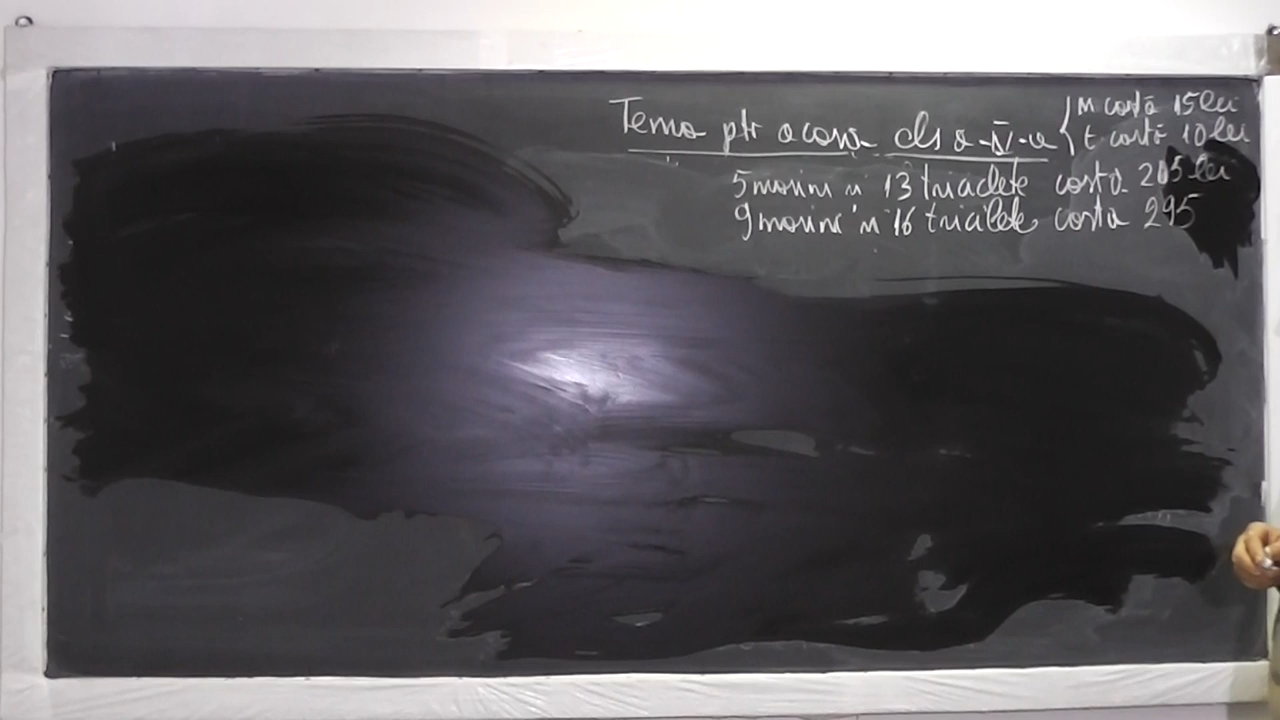 Tema ptr acasă cls a-IV-a { M costă 15 lei
t costă 10 lei
5 mașini și 13 triciclete costă 205 lei
9 mașini și 16 triciclete costă 295